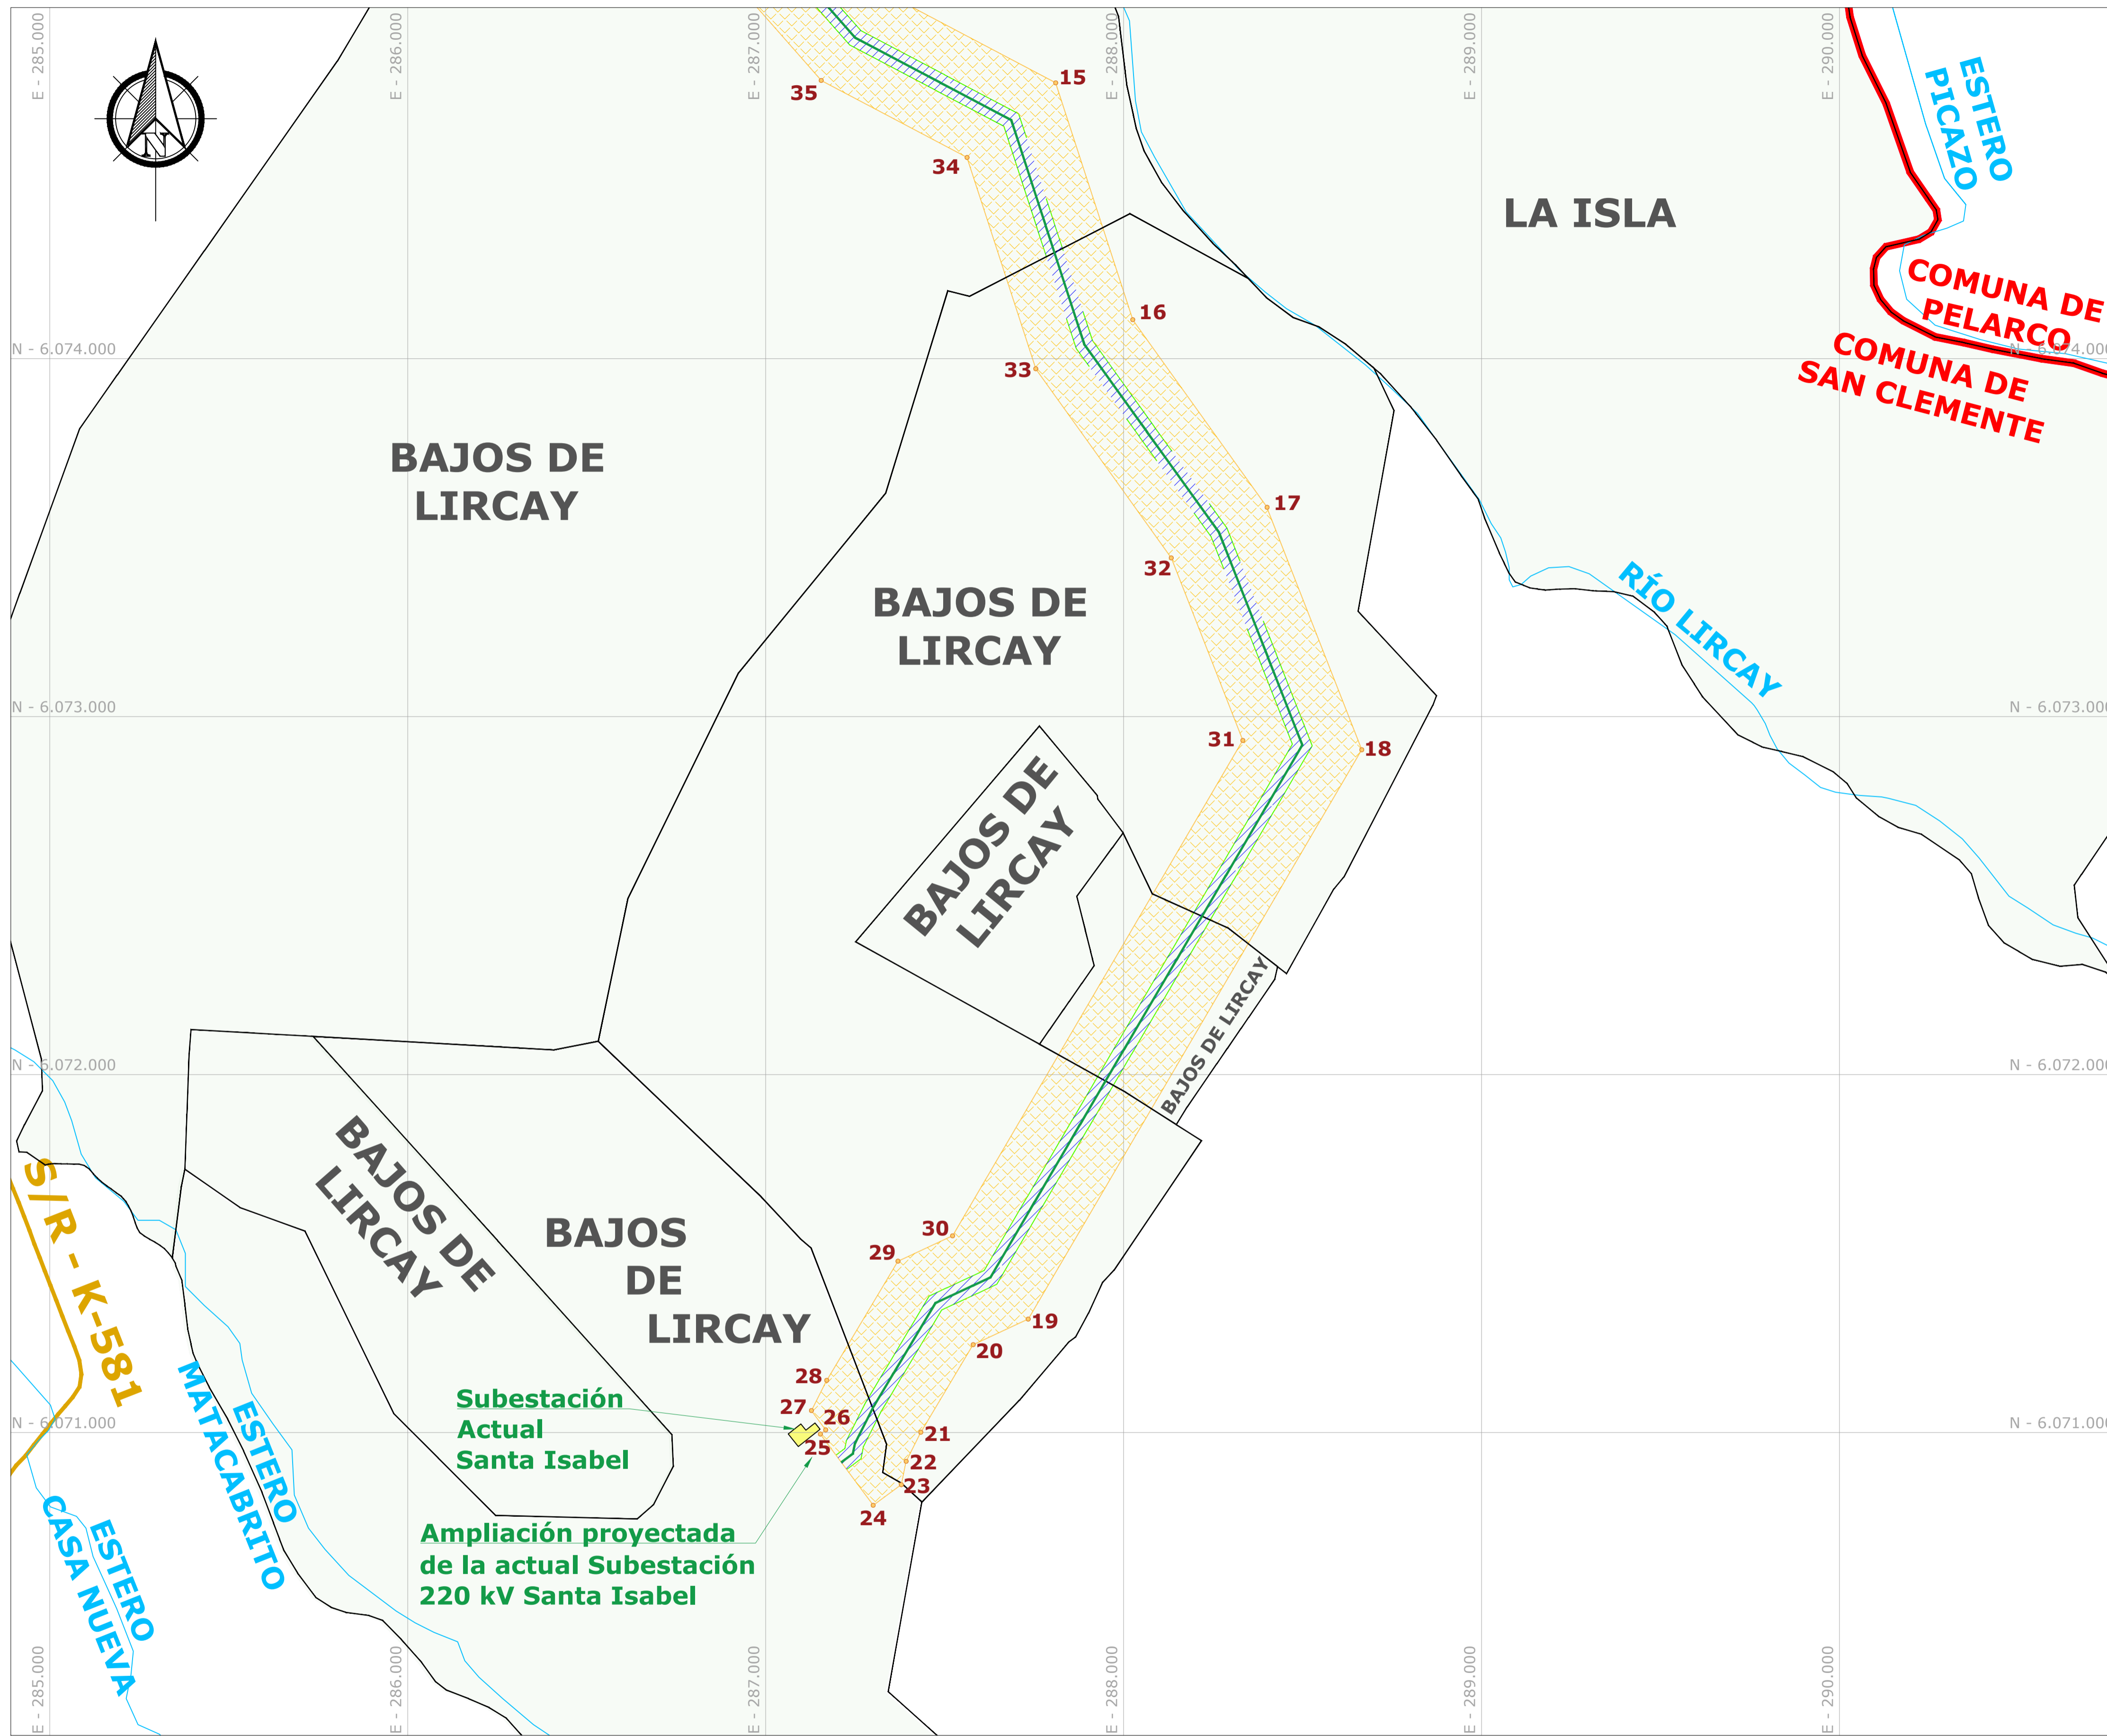 E - 285.000
E - 286.000
E - 287.000
E - 288.000
E - 289.000
E - 290.000
N
35
15
34
LA ISLA
ESTERO
PICAZO
16
33
COMUNA DE
PELARCO
COMUNA DE
SAN CLEMENTE
N - 6.074.000
N - 6.074.000
BAJOS DE
LIRCAY
17
32
BAJOS DE
LIRCAY
RÍO LIRCAY
N - 6.073.000
N - 6.073.000
31
18
BAJOS DE
LIRCAY
BAJOS DE LIRCAY
N - 6.072.000
N - 6.072.000
S/R - K-581
BAJOS DE
LIRCAY
BAJOS
DE
LIRCAY
30
29
19
20
28
27
26
25
21
22
23
24
N - 6.071.000
N - 6.071.000
Subestación
Actual
Santa Isabel
Ampliación proyectada
de la actual Subestación
220 kV Santa Isabel
ESTERO
MATACABRITO
ESTERO
CASA NUEVA
E - 285.000
E - 286.000
E - 287.000
E - 288.000
E - 289.000
E - 290.000